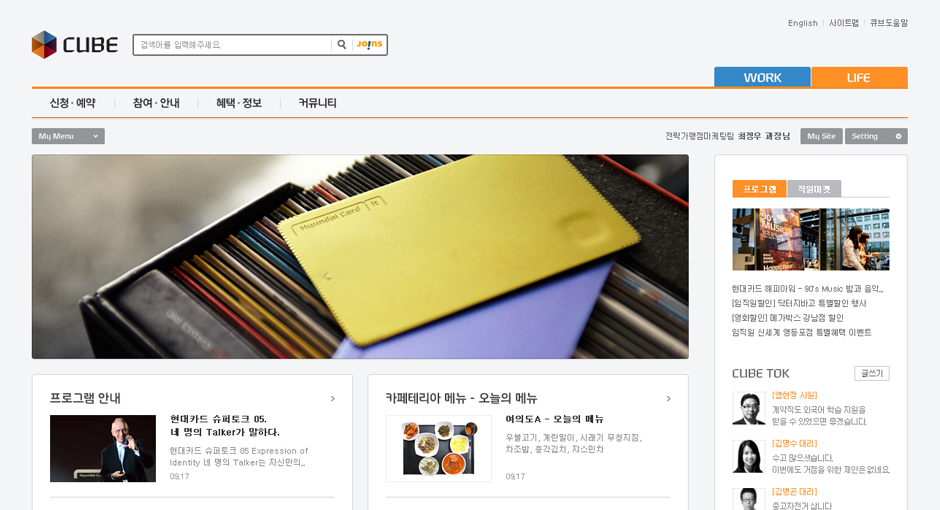 English
사이트맵
큐브도움말
CUBE
검색어를 입력해주세요.
JOINS
WORK
LIFE
신청·예약
참여·안내
혜택·정보
커뮤니티
My Menu
전략가맹점마케팅팀 최정우 과장님
My Site
Setting
Hyundai Card
it
프로그램
직원마켓
90's
Music
현대카드 해피아워 - 90's Music 밤과 음악...
[임직원할인] 닥터지바고 특별할인 행사
[영화할인] 메가박스 강남점 할인
임직원 신세계 영등포점 특별혜택 이벤트
프로그램 안내
현대카드 슈퍼토크 05.
네 명의 Talker가 말하다.
현대카드 슈퍼토크 05 Expression of
Identity 네 명의 Talker는 자신만의...
09.17
카페테리아 메뉴 - 오늘의 메뉴
여의도A - 오늘의 메뉴
우불고기, 계란말이, 시래기 무청지짐,
차조밥, 총각김치, 자스민차
09.17
CUBE TOK
글쓰기
[염현정 사원]
계약직도 외국어 학습 지원을
받을 수 있었으면 좋겠습니다.
[김명수 대리]
수고 많으셨습니다.
이번에도 거점을 위한 제안은 없네요.
[김병곤 대리]
중고자전거 삽니다